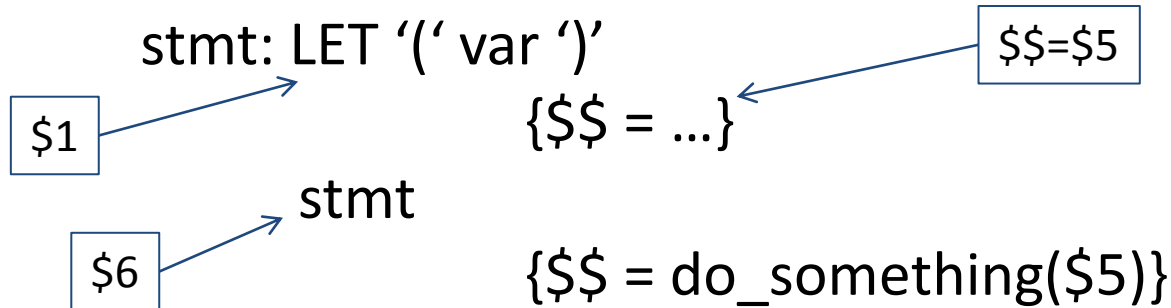 stmt: LET ‘(‘ var ‘)’
$$=$5
$1
{$$ = …}
stmt
$6
{$$ = do_something($5)}